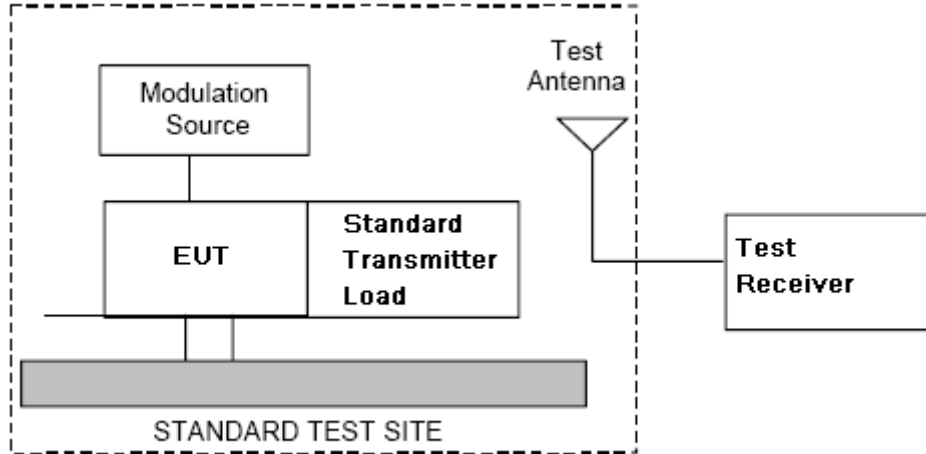 Test
Antenna
Modulation
Source
EUT
Standard
Transmitter
Load
Test
Receiver
STANDARD TEST SITE